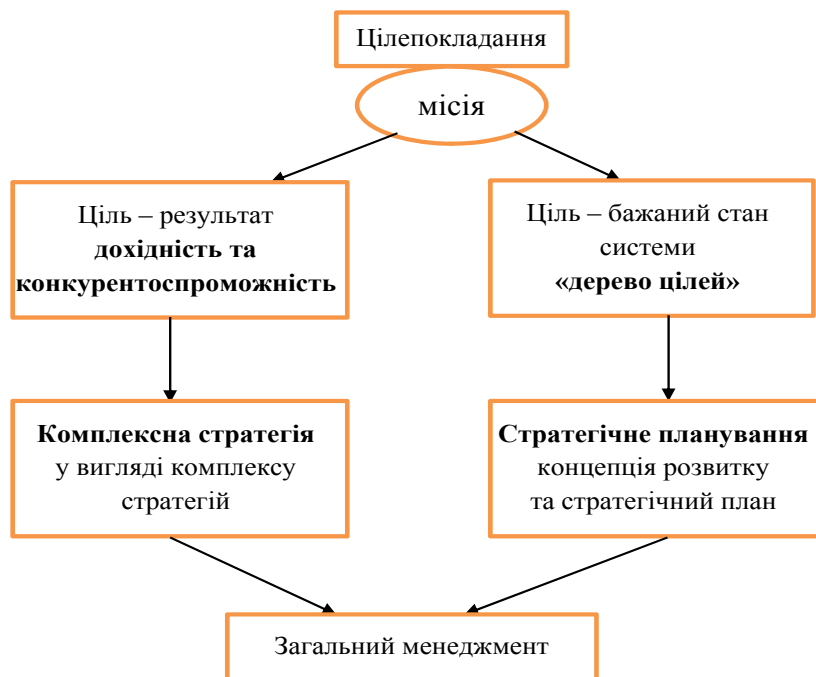 Цілепокладання
місія
Ціль – результат
дохідність та
конкурентоспроможність
Ціль – бажаний стан
системи
«дерево цілей»
Комплексна стратегія
у вигляді комплексу
стратегій
Стратегічне планування
концепція розвитку
та стратегічний план
Загальний менеджмент